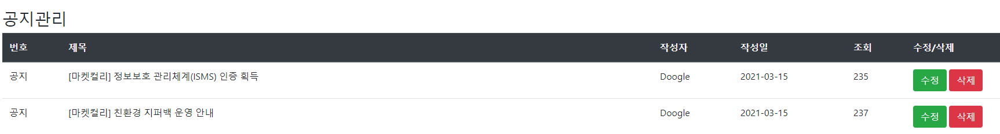 공지관리
번호 제목 작성자 작성일 조회 수정/삭제
공지 [마켓컬리] 정보보호 관리체계(ISMS) 인증 획득 Doogle 2021-03-15 235 수정 삭제
공지 [마켓컬리] 친환경 지퍼백 운영 안내 Doogle 2021-03-15 237 수정 삭제